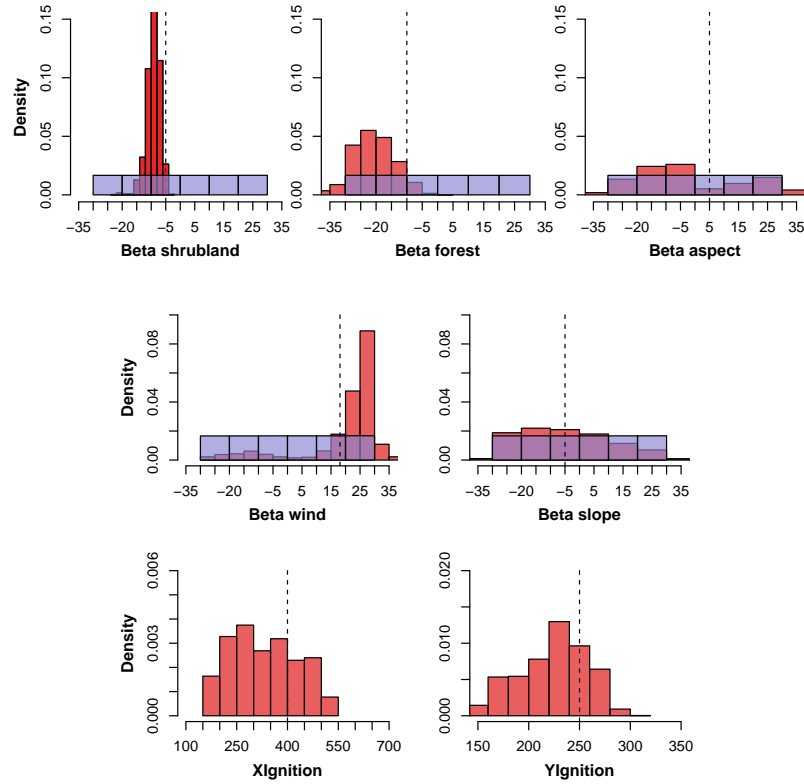 0.00 0.05 0.10 0.15
Density
−35 −20 −5 5 15 25 35
Beta shrubland
0.00 0.05 0.10 0.15
−35 −20 −5 5 15 25 35
Beta forest
0.00 0.05 0.10 0.15
−35 −20 −5 5 15 25 35
Beta aspect
0.00 0.04 0.08
Density
−35 −20 −5 5 15 25 35
Beta wind
0.00 0.04 0.08
−35 −20 −5 5 15 25 35
Beta slope
0.000 0.003 0.006
Density
100 250 400 550 700
XIgnition
0.000 0.010 0.020
150 200 250 300 350
YIgnition